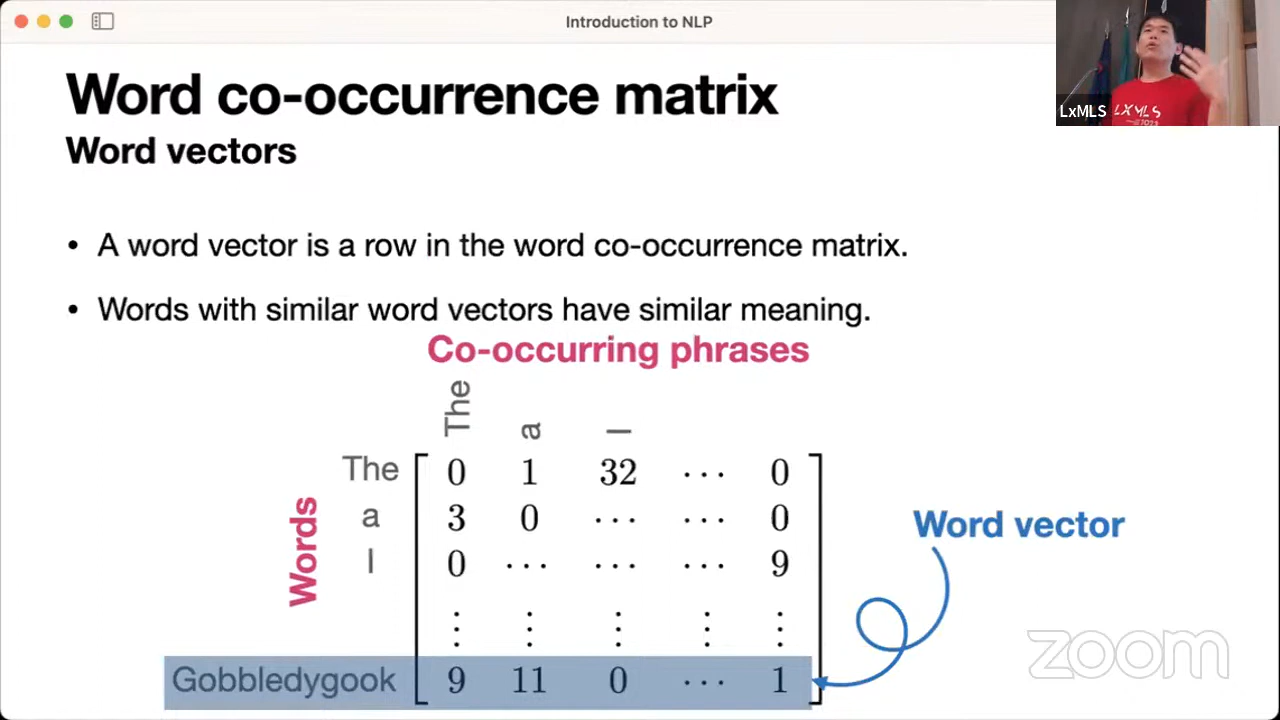 Introduction to NLP
Word co-occurrence matrix
Word vectors
• A word vector is a row in the word co-occurrence matrix.
• Words with similar word vectors have similar meaning.
Co-occurring phrases
The a I
Words
The 0 1 32 ··· 0
a 3 0 ··· ··· 0
I 0 ··· ··· ··· 9
⋮ ⋮ ⋮ ⋮ ⋮
Gobbledygook 9 11 0 ··· 1
Word vector
LxMLS
LXMLS
2023
zoom